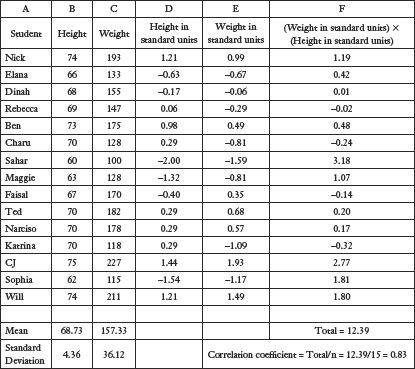 A B C D E F
Student Height Weight Height in standard units Weight in standard units (Weight in standard units) × (Height in standard units)
Nick 74 193 1.21 0.99 1.19
Elana 66 133 −0.63 −0.67 0.42
Dinah 68 155 −0.17 −0.06 0.01
Rebecca 69 147 0.06 −0.29 −0.02
Ben 73 175 0.98 0.49 0.48
Charu 70 128 0.29 −0.81 −0.24
Sahar 60 100 −2.00 −1.59 3.18
Maggie 63 128 −1.32 −0.81 1.07
Faisal 67 170 −0.40 0.35 −0.14
Ted 70 182 0.29 0.68 0.20
Narciso 70 178 0.29 0.57 0.17
Katrina 70 118 0.29 −1.09 −0.32
CJ 75 227 1.44 1.93 2.77
Sophia 62 115 −1.54 −1.17 1.81
Will 74 211 1.21 1.49 1.80
Mean 68.73 157.33 Total = 12.39
Standard Deviation 4.36 36.12 Correlation coefficient = Total/n = 12.39/15 = 0.83